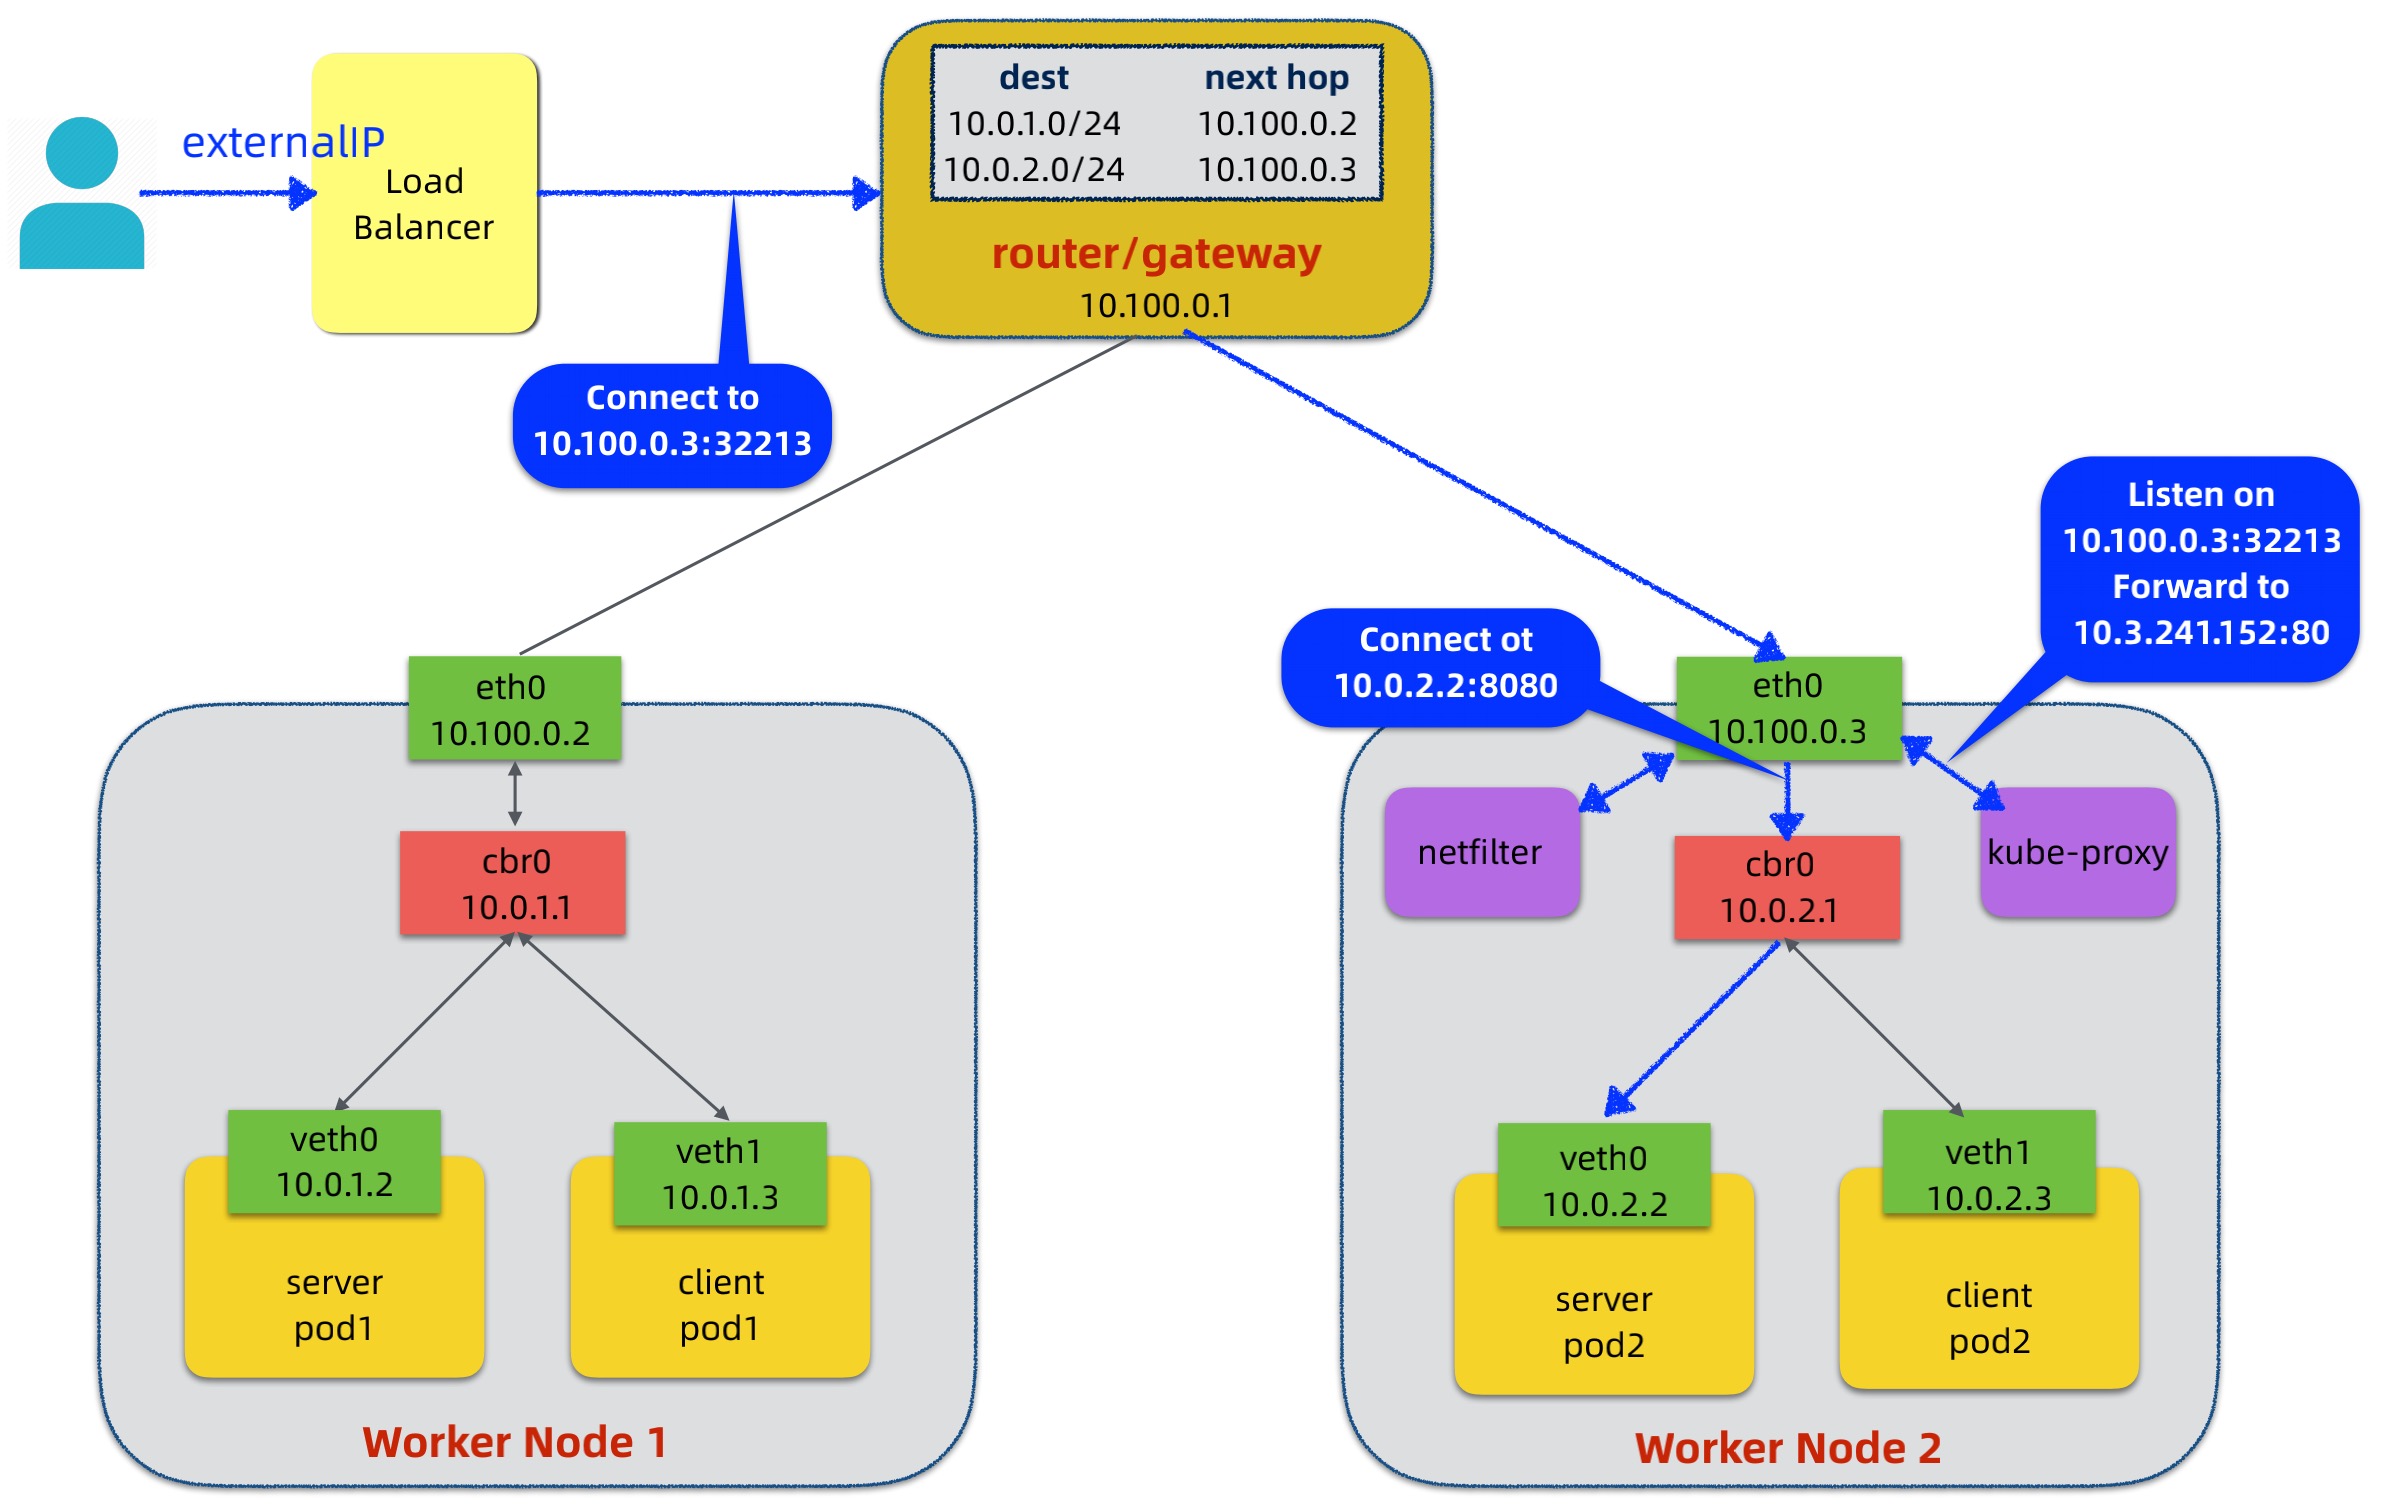 externalIP
Load
Balancer
dest next hop
10.0.1.0/24 10.100.0.2
10.0.2.0/24 10.100.0.3
router/gateway
10.100.0.1
Connect to
10.100.0.3:32213
Listen on
10.100.0.3:32213
Forward to
10.3.241.152:80
Connect ot
10.0.2.2:8080
eth0
10.100.0.2
cbr0
10.0.1.1
veth0
10.0.1.2
server
pod1
veth1
10.0.1.3
client
pod1
Worker Node 1
eth0
10.100.0.3
netfilter
cbr0
10.0.2.1
kube-proxy
veth0
10.0.2.2
server
pod2
veth1
10.0.2.3
client
pod2
Worker Node 2